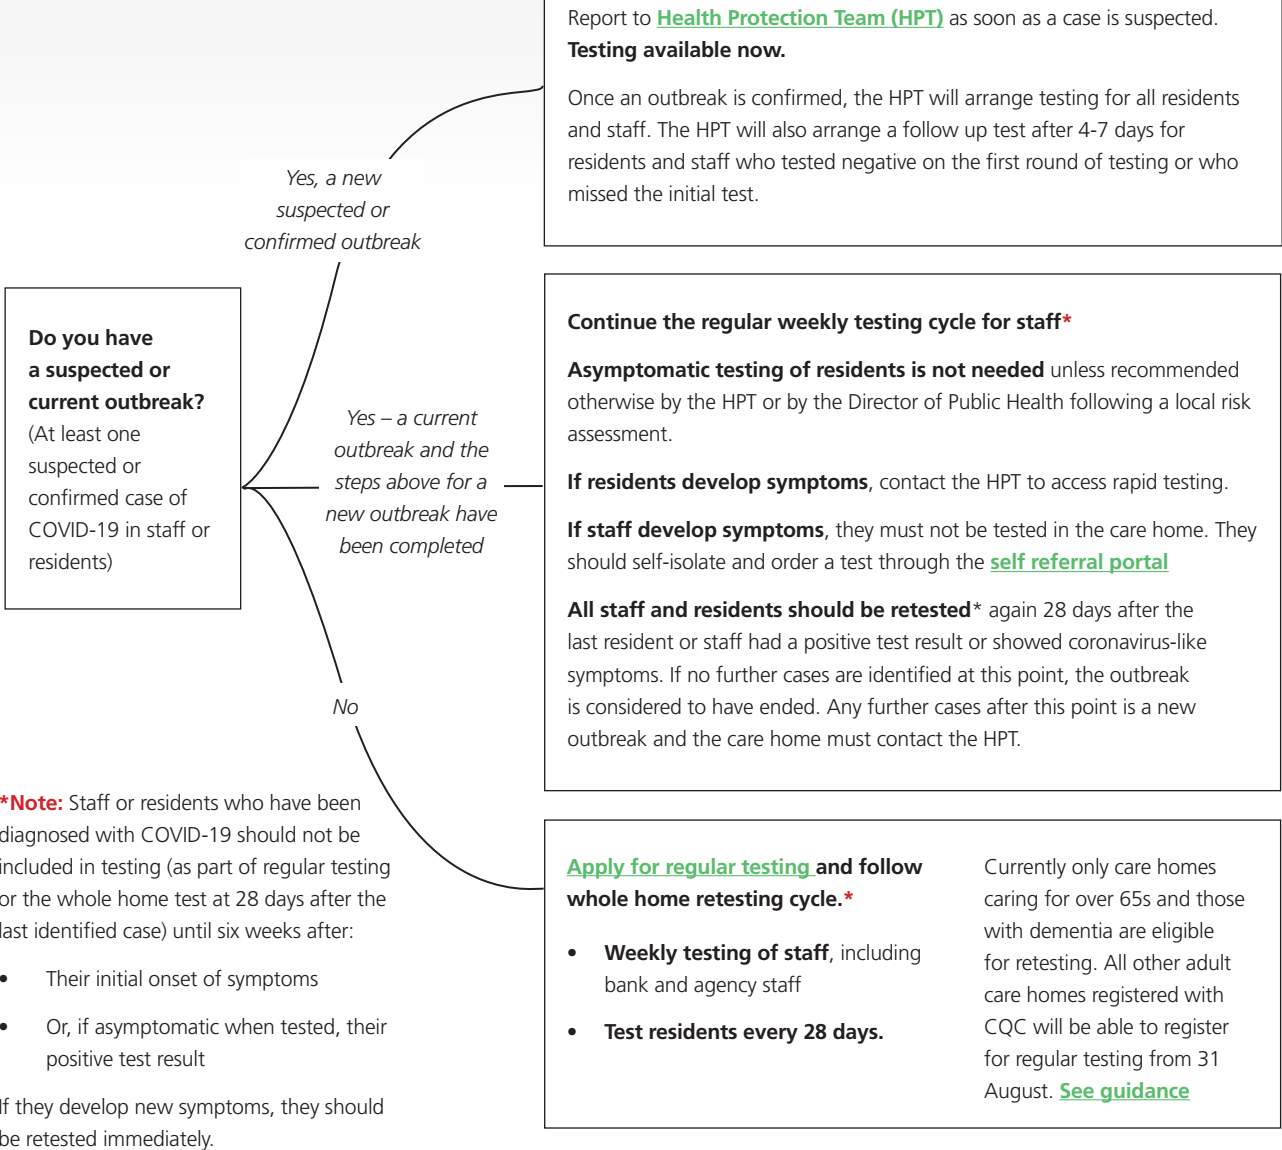 Report to Health Protection Team (HPT) as soon as a case is suspected.
Testing available now.
Once an outbreak is confirmed, the HPT will arrange testing for all residents
and staff. The HPT will also arrange a follow up test after 4-7 days for
residents and staff who tested negative on the first round of testing or who
missed the initial test.
Yes, a new
suspected or
confirmed outbreak
Do you have
a suspected or
current outbreak?
(At least one
suspected or
confirmed case of
COVID-19 in staff or
residents)
Yes – a current
outbreak and the
steps above for a
new outbreak have
been completed
Continue the regular weekly testing cycle for staff*
Asymptomatic testing of residents is not needed unless recommended
otherwise by the HPT or by the Director of Public Health following a local risk
assessment.
If residents develop symptoms, contact the HPT to access rapid testing.
If staff develop symptoms, they must not be tested in the care home. They
should self-isolate and order a test through the self referral portal
All staff and residents should be retested* again 28 days after the
last resident or staff had a positive test result or showed coronavirus-like
symptoms. If no further cases are identified at this point, the outbreak
is considered to have ended. Any further cases after this point is a new
outbreak and the care home must contact the HPT.
No
*Note: Staff or residents who have been
diagnosed with COVID-19 should not be
included in testing (as part of regular testing
or the whole home test at 28 days after the
last identified case) until six weeks after:
• Their initial onset of symptoms
• Or, if asymptomatic when tested, their
positive test result
If they develop new symptoms, they should
be retested immediately.
Apply for regular testing and follow
whole home retesting cycle.*
• Weekly testing of staff, including
bank and agency staff
• Test residents every 28 days.
Currently only care homes
caring for over 65s and those
with dementia are eligible
for retesting. All other adult
care homes registered with
CQC will be able to register
for regular testing from 31
August. See guidance